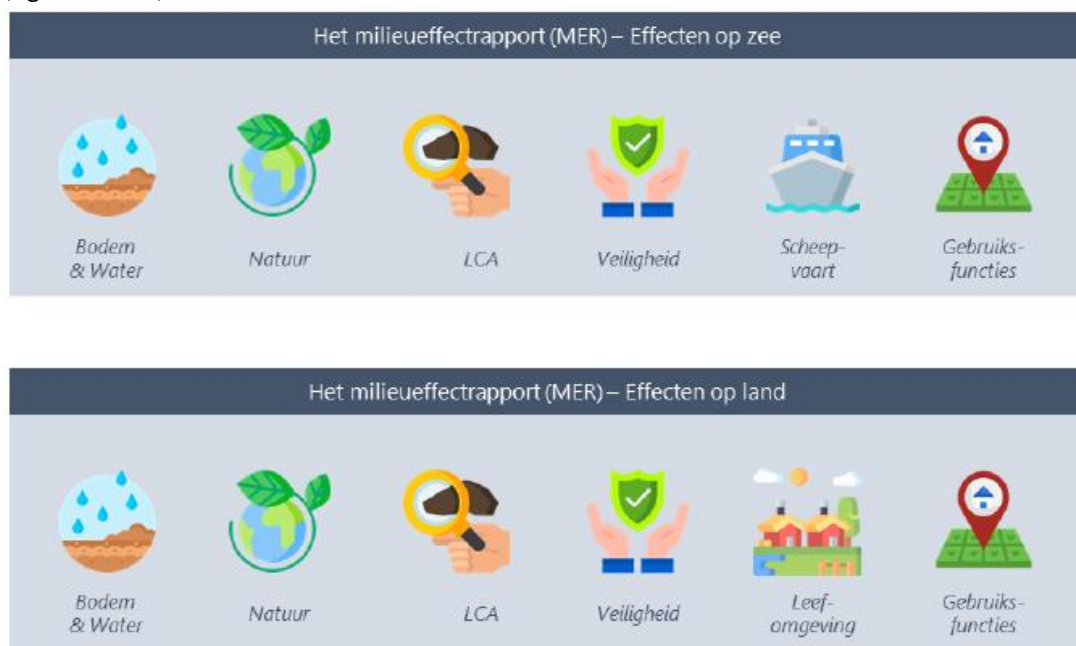 Het milieueffectrapport (MER) – Effecten op zee
Bodem
& Water
Natuur
LCA
Veiligheid
Scheep-
vaart
Gebruiks-
functies
Het milieueffectrapport (MER) – Effecten op land
Bodem
& Water
Natuur
LCA
Veiligheid
Leef-
omgeving
Gebruiks-
functies